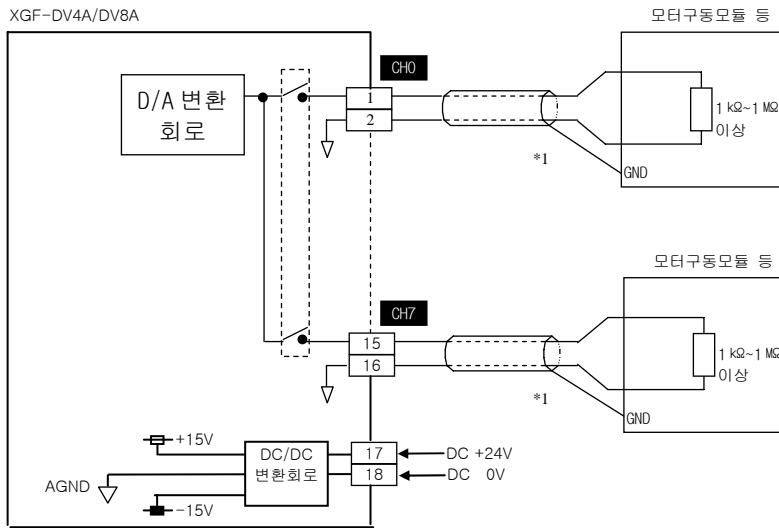 XGF-DV4A/DV8A
모터구동모듈 등
CH0
D/A 변환
회로
1
2
1 kΩ~1 MΩ
이상
*1
GND
모터구동모듈 등
CH7
15
16
1 kΩ~1 MΩ
이상
*1
GND
+15V
DC/DC
변환회로
17
DC +24V
18
DC 0V
AGND
-15V